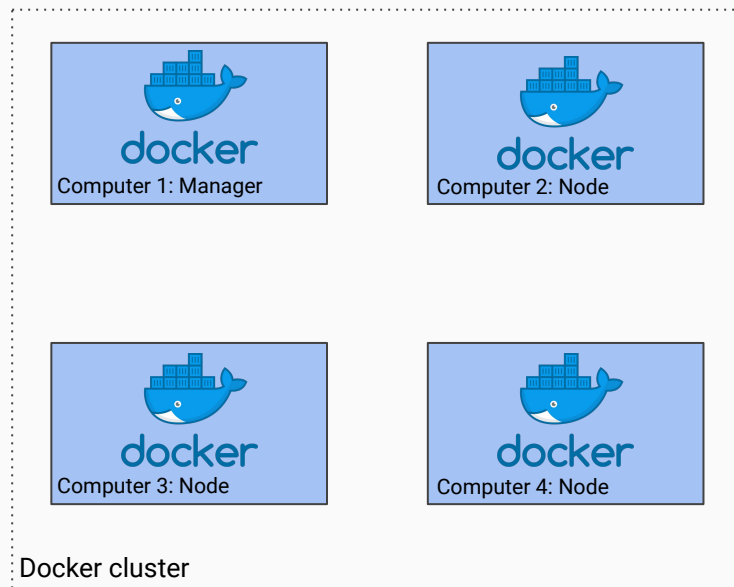 docker
Computer 1: Manager
docker
Computer 2: Node
docker
Computer 3: Node
docker
Computer 4: Node
Docker cluster